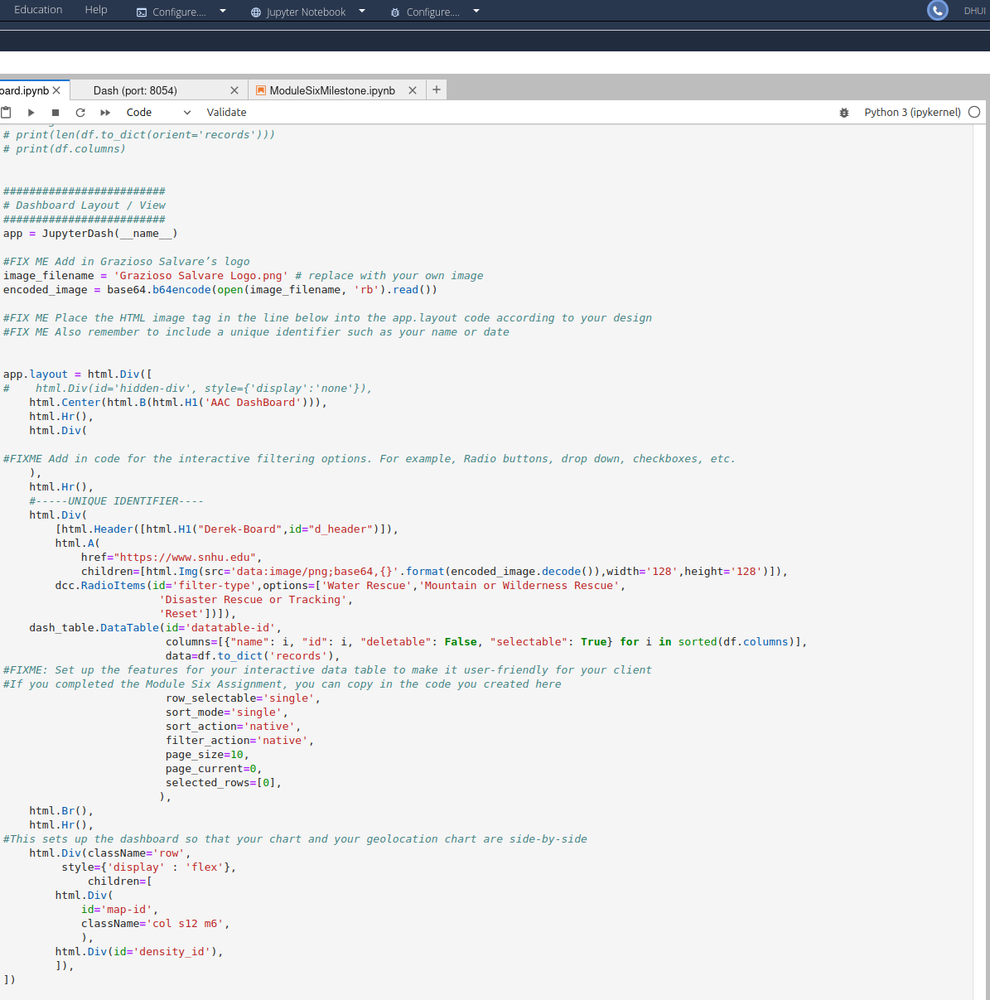 Education Help Configure.... Jupyter Notebook Configure.... DHUI
oard.ipynb Dash (port: 8054) ModuleSixMilestone.ipynb
Code Validate Python 3 (ipykernel)
# print(len(df.to_dict(orient='records')))
# print(df.columns)
#########################
# Dashboard Layout / View
#########################
app = JupyterDash(__name__)
#FIX ME Add in Grazioso Salvare’s logo
image_filename = 'Grazioso Salvare Logo.png' # replace with your own image
encoded_image = base64.b64encode(open(image_filename, 'rb').read())
#FIX ME Place the HTML image tag in the line below into the app.layout code according to your design
#FIX ME Also remember to include a unique identifier such as your name or date
app.layout = html.Div([
#    html.Div(id='hidden-div', style={'display':'none'}),
    html.Center(html.B(html.H1('AAC DashBoard'))),
    html.Hr(),
    html.Div(
#FIXME Add in code for the interactive filtering options. For example, Radio buttons, drop down, checkboxes, etc.
    ),
    html.Hr(),
    #-----UNIQUE IDENTIFIER----
    html.Div(
        [html.Header([html.H1("Derek-Board",id="d_header")]),
        html.A(
            href="https://www.snhu.edu",
            children=[html.Img(src='data:image/png;base64,{}'.format(encoded_image.decode()),width='128',height='128')]),
        dcc.RadioItems(id='filter-type',options=['Water Rescue','Mountain or Wilderness Rescue',
                        'Disaster Rescue or Tracking',
                        'Reset'])]),
    dash_table.DataTable(id='datatable-id',
                         columns=[{"name": i, "id": i, "deletable": False, "selectable": True} for i in sorted(df.columns)],
                         data=df.to_dict('records'),
#FIXME: Set up the features for your interactive data table to make it user-friendly for your client
#If you completed the Module Six Assignment, you can copy in the code you created here
                         row_selectable='single',
                         sort_mode='single',
                         sort_action='native',
                         filter_action='native',
                         page_size=10,
                         page_current=0,
                         selected_rows=[0],
                        ),
    html.Br(),
    html.Hr(),
#This sets up the dashboard so that your chart and your geolocation chart are side-by-side
    html.Div(className='row',
         style={'display' : 'flex'},
             children=[
        html.Div(
            id='map-id',
            className='col s12 m6',
            ),
        html.Div(id='density_id'),
        ]),
])